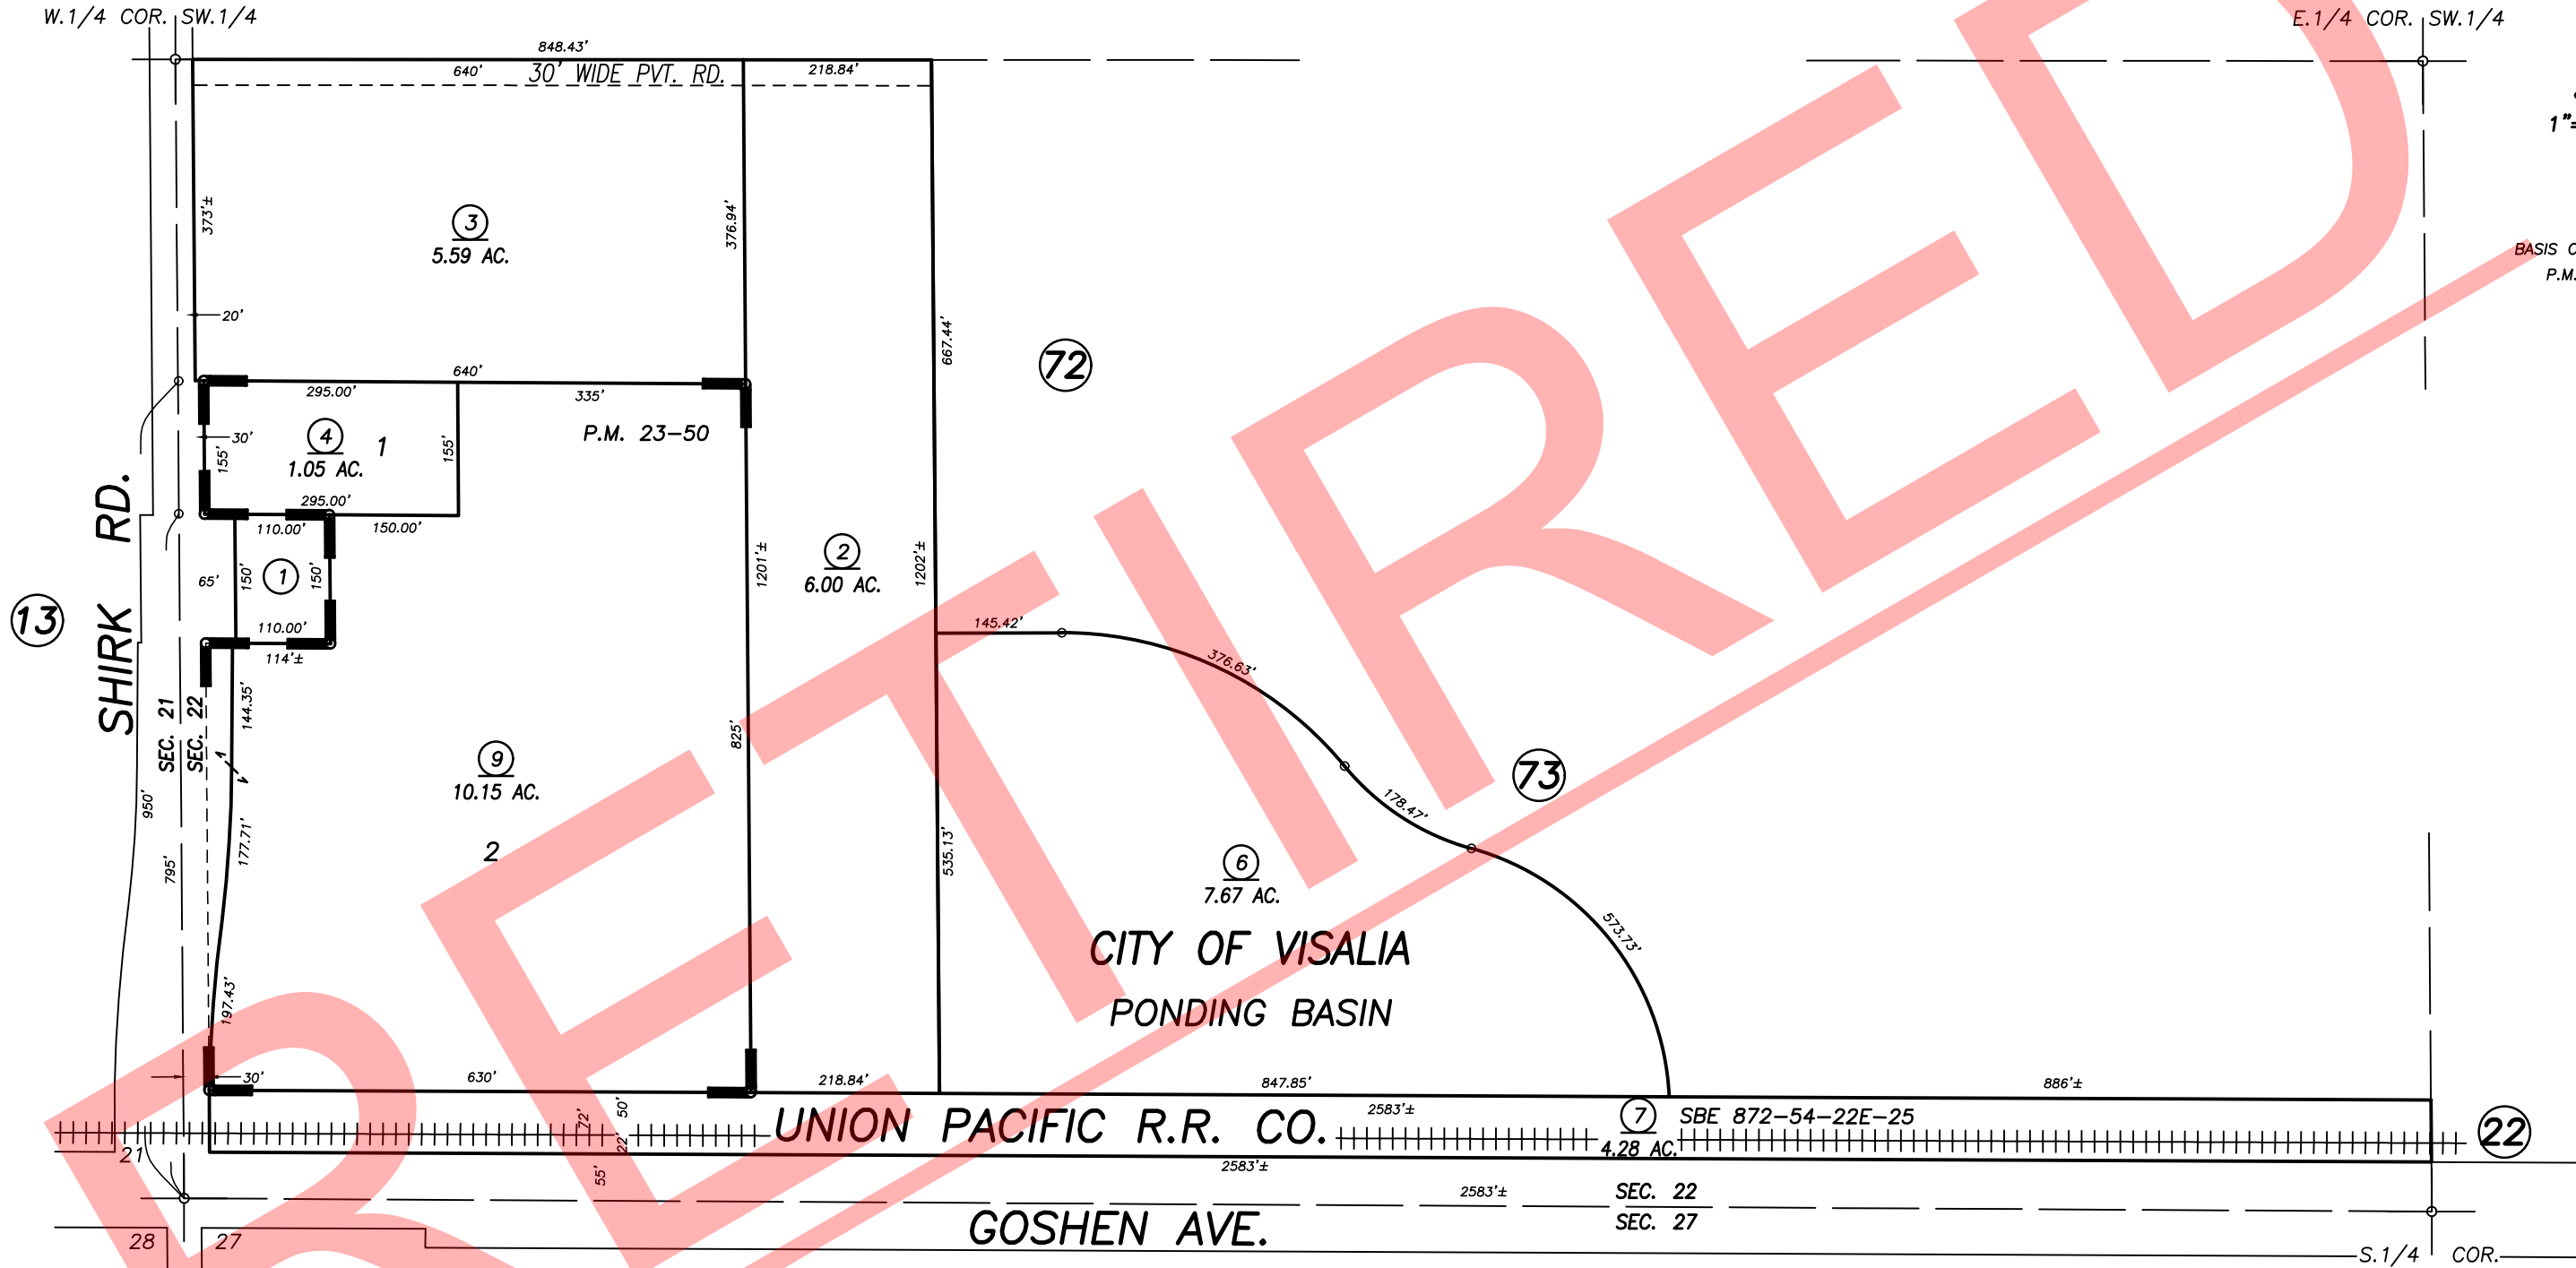 W.1/4 COR. SW.1/4
E.1/4 COR. SW.1/4
848.43'
640'
30' WIDE PVT. RD.
218.84'
1"=
373'±
3
5.59 AC.
376.94'
BASIS O
P.M.
20'
667.44'
72
640'
295.00'
335'
30'
4
1
1.05 AC.
155'
155'
P.M. 23-50
295.00'
110.00'
150.00'
SHIRK RD.
65'
150'
1
150'
1201'±
2
6.00 AC.
1202'±
13
110.00'
114'±
145.42'
376.63'
SEC. 21
SEC. 22
144.35'
1
1
825'
9
10.15 AC.
2
73
178.47'
950'
795'
177.71'
535.13'
6
7.67 AC.
573.73'
CITY OF VISALIA
PONDING BASIN
197.43'
30'
630'
218.84'
847.85'
886'±
72'
50'
22'
UNION PACIFIC R.R. CO.
2583'±
7
4.28 AC.
SBE 872-54-22E-25
22
21
55'
2583'±
2583'±
SEC. 22
SEC. 27
GOSHEN AVE.
28
27
S.1/4 COR.
RETIRED